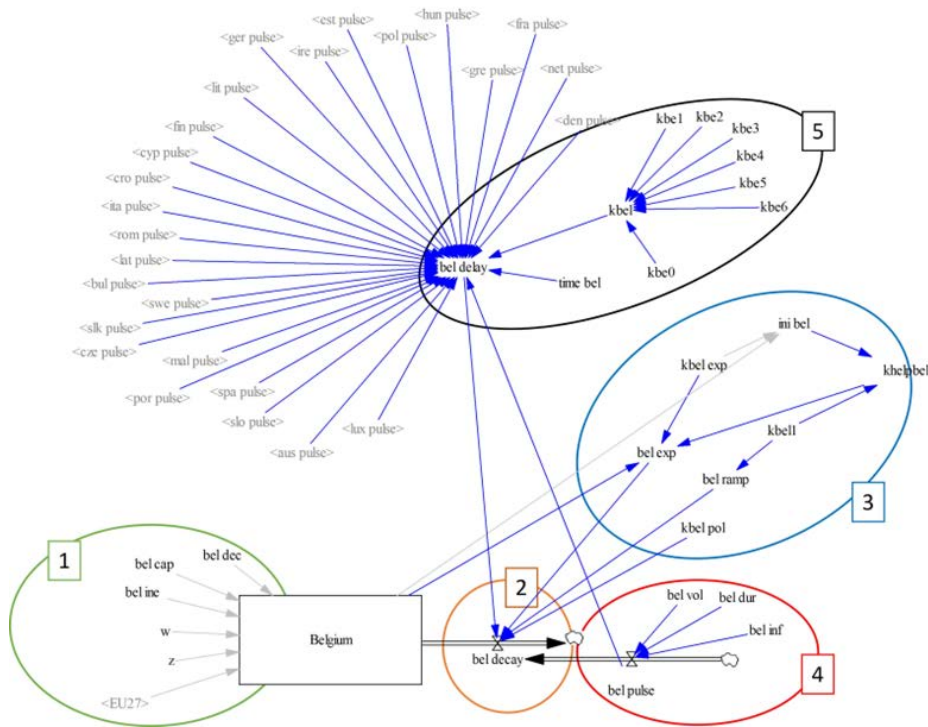 <hun pulse>
<est pulse>
<fra pulse>
<ger pulse>
<pol pulse>
<ire pulse>
<gre pulse>
<net pulse>
<lit pulse>
<den pulse>
kbe1
kbe2
kbe3
5
<fin pulse>
kbe4
<cyp pulse>
<cro pulse>
kbe5
<ita pulse>
kbel
kbe6
<rom pulse>
<lat pulse>
bel delay
kbe0
<bul pulse>
time bel
<swe pulse>
<slk pulse>
ini bel
<cze pulse>
<mal pulse>
kbel exp
khelpbel
<por pulse>
<spa pulse>
<slo pulse>
kbell
<aus pulse>
<lux pulse>
bel exp
bel ramp
3
kbel pol
1
bel dec
bel cap
2
bel ine
bel vol
bel dur
w
Belgium
bel inf
z
bel decay
4
bel pulse
<EU27>